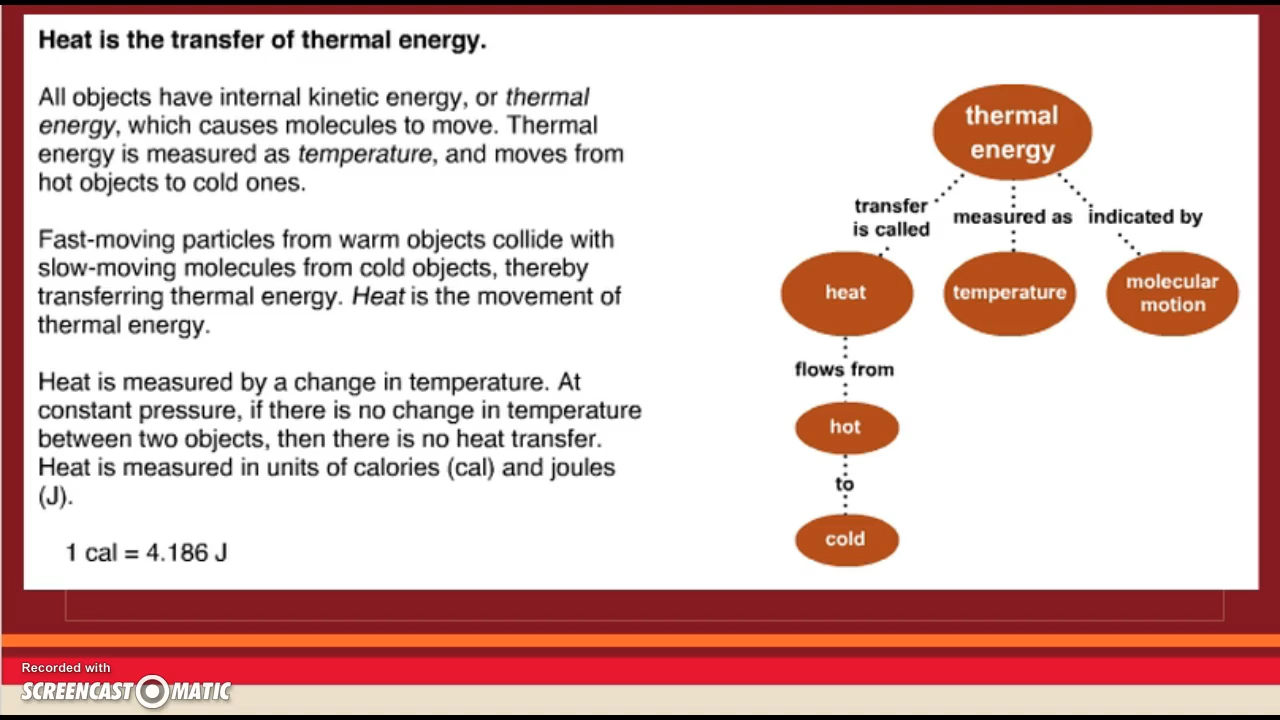 Heat is the transfer of thermal energy.
All objects have internal kinetic energy, or thermal
energy, which causes molecules to move. Thermal
energy is measured as temperature, and moves from
hot objects to cold ones.
Fast-moving particles from warm objects collide with
slow-moving molecules from cold objects, thereby
transferring thermal energy. Heat is the movement of
thermal energy.
Heat is measured by a change in temperature. At
constant pressure, if there is no change in temperature
between two objects, then there is no heat transfer.
Heat is measured in units of calories (cal) and joules
(J).
1 cal = 4.186 J
thermal
energy
transfer
is called
measured as
indicated by
heat
temperature
molecular
motion
flows from
hot
to
cold
Recorded with
SCREENCAST O MATIC